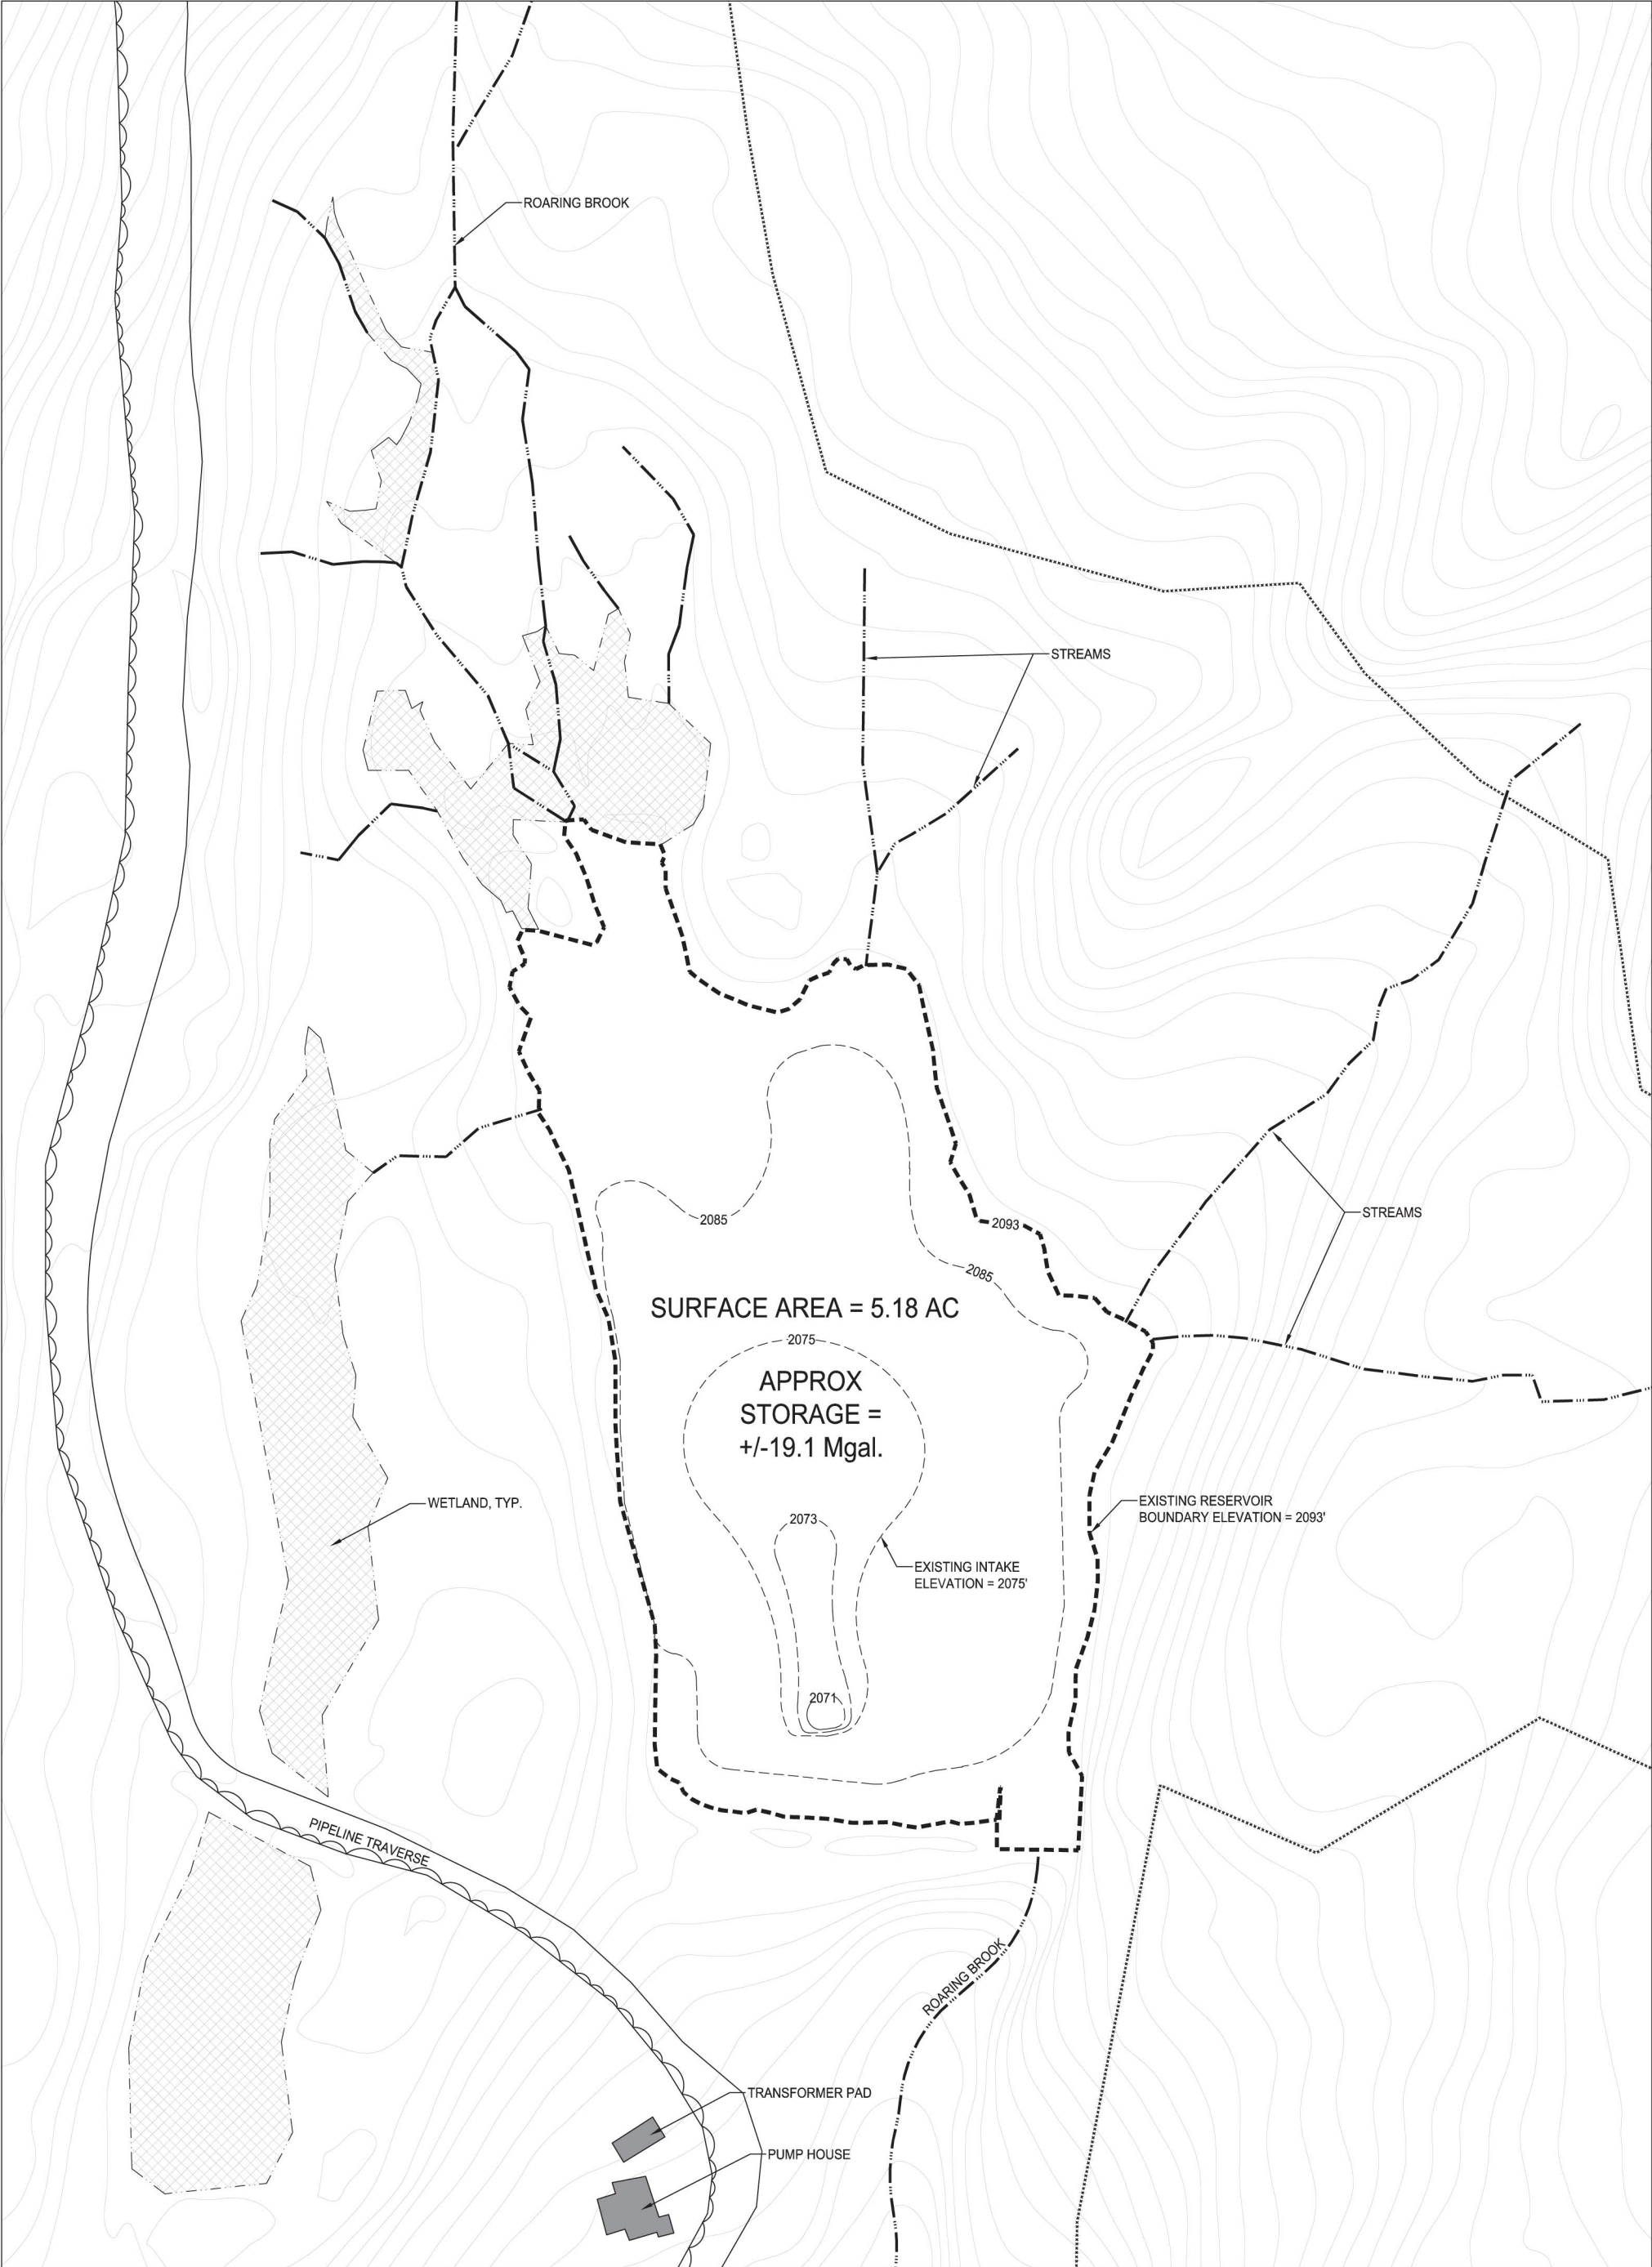 ROARING BROOK
STREAMS
2085
2093
STREAMS
2085
SURFACE AREA = 5.18 AC
2075
APPROX
STORAGE =
+/-19.1 Mgal.
WETLAND, TYP.
EXISTING RESERVOIR
BOUNDARY ELEVATION = 2093'
2073
EXISTING INTAKE
ELEVATION = 2075'
2071
PIPELINE TRAVERSE
ROARING BROOK
TRANSFORMER PAD
PUMP HOUSE